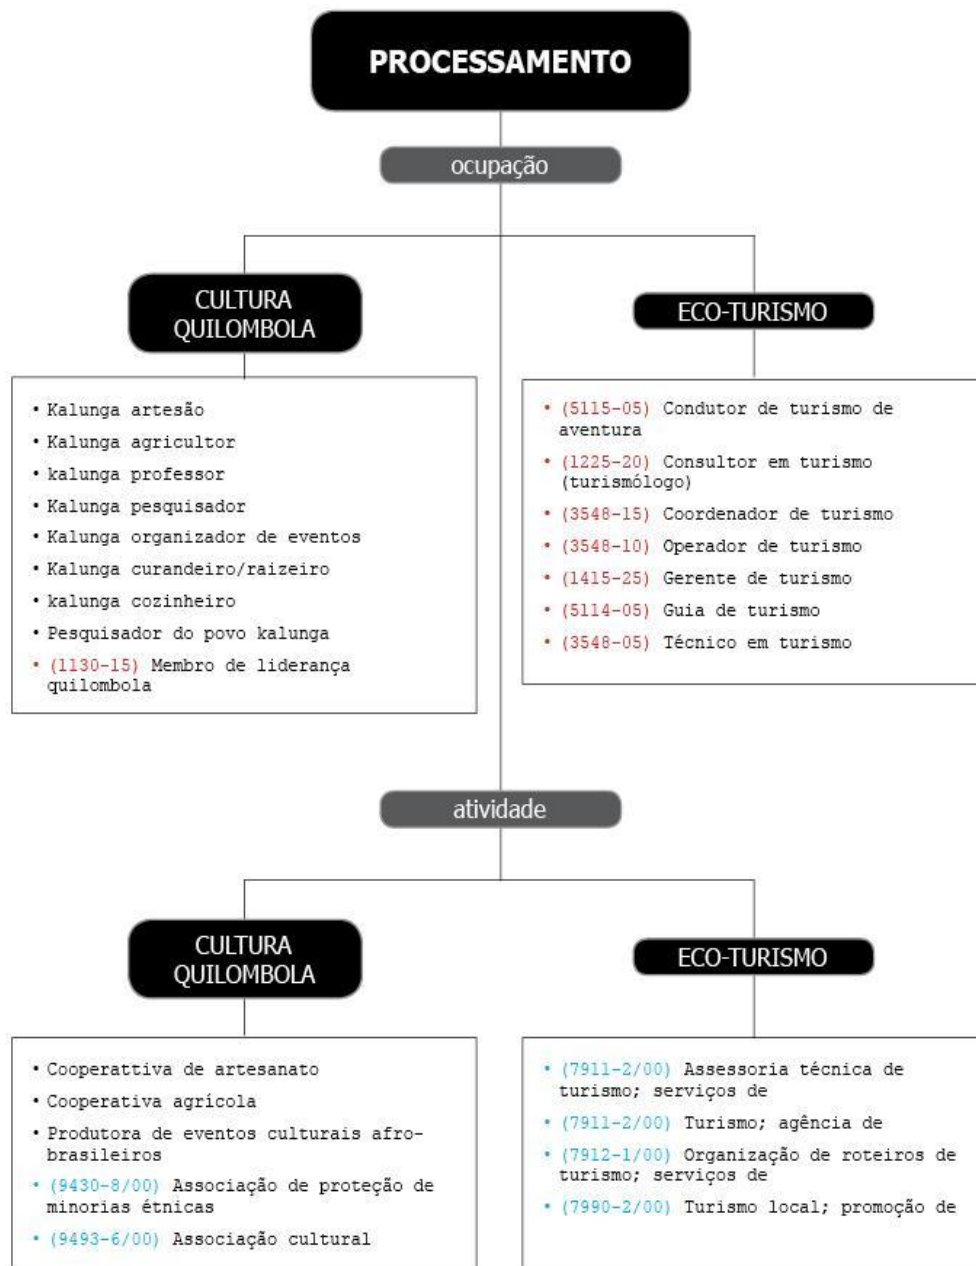 PROCESSAMENTO
ocupação
CULTURA
QUILOMBOLA
• Kalunga artesão
• Kalunga agricultor
• kalunga professor
• Kalunga pesquisador
• Kalunga organizador de eventos
• Kalunga curandeiro/raizeiro
• kalunga cozinheiro
• Pesquisador do povo kalunga
• (1130-15) Membro de liderança
quilombola
ECO-TURISMO
• (5115-05) Condutor de turismo de
aventura
• (1225-20) Consultor em turismo
(turismólogo)
• (3548-15) Coordenador de turismo
• (3548-10) Operador de turismo
• (1415-25) Gerente de turismo
• (5114-05) Guia de turismo
• (3548-05) Técnico em turismo
atividade
CULTURA
QUILOMBOLA
• Cooperattiva de artesanato
• Cooperativa agrícola
• Produtora de eventos culturais afro-
brasileiros
• (9430-8/00) Associação de proteção de
minorias étnicas
• (9493-6/00) Associação cultural
ECO-TURISMO
• (7911-2/00) Assessoria técnica de
turismo; serviços de
• (7911-2/00) Turismo; agência de
• (7912-1/00) Organização de roteiros de
turismo; serviços de
• (7990-2/00) Turismo local; promoção de